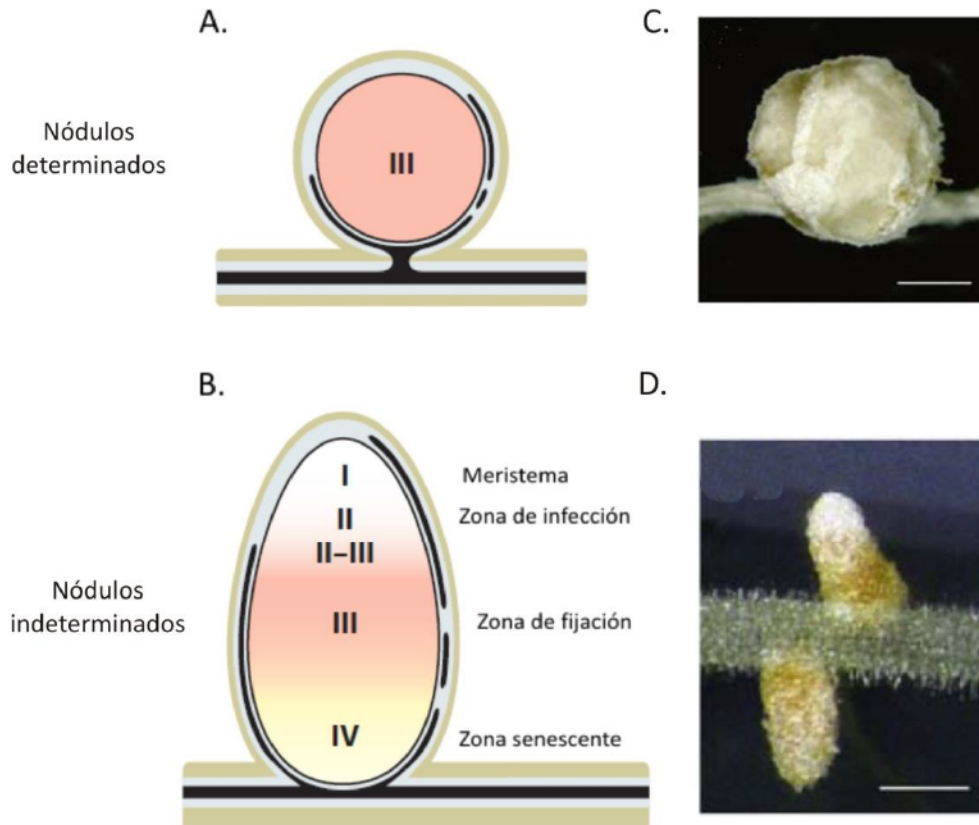 A.
C.
Nódulos
determinados
III
B.
D.
I
Meristema
II
Zona de infección
II–III
Nódulos
indeterminados
III
Zona de fijación
IV
Zona senescente